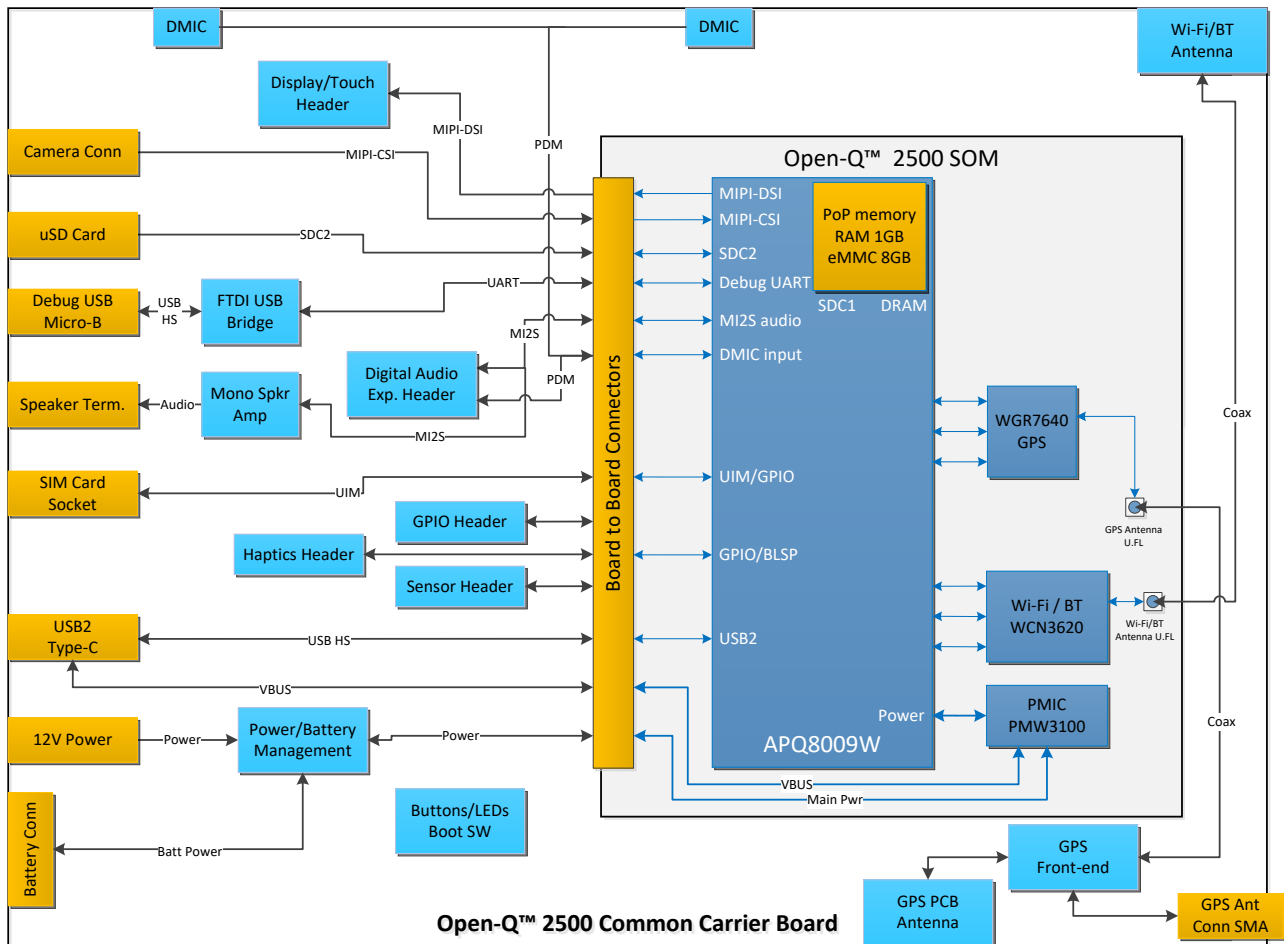 DMIC
DMIC
Wi-Fi/BT
Antenna
Display/Touch
Header
MIPI-DSI
PDM
Camera Conn
MIPI-CSI
Open-Q™ 2500 SOM
MIPI-DSI
MIPI-CSI
PoP memory
RAM 1GB
eMMC 8GB
uSD Card
SDC2
SDC2
Debug USB
Micro-B
USB
HS
FTDI USB
Bridge
UART
Debug UART
SDC1
DRAM
MI2S
MI2S audio
DMIC input
Digital Audio
Exp. Header
PDM
Speaker Term.
Audio
Mono Spkr
Amp
MI2S
Board to Board Connectors
WGR7640
GPS
Coax
SIM Card
Socket
UIM
UIM/GPIO
GPIO Header
GPS Antenna
U.FL
Haptics Header
GPIO/BLSP
Sensor Header
Wi-Fi / BT
WCN3620
Wi-Fi/BT
Antenna U.FL
USB2
Type-C
USB HS
USB2
VBUS
12V Power
Power
Power/Battery
Management
Power
Power
PMIC
PMW3100
Coax
APQ8009W
VBUS
Main Pwr
Battery Conn
Batt Power
Buttons/LEDs
Boot SW
GPS
Front-end
GPS PCB
Antenna
GPS Ant
Conn SMA
Open-Q™ 2500 Common Carrier Board